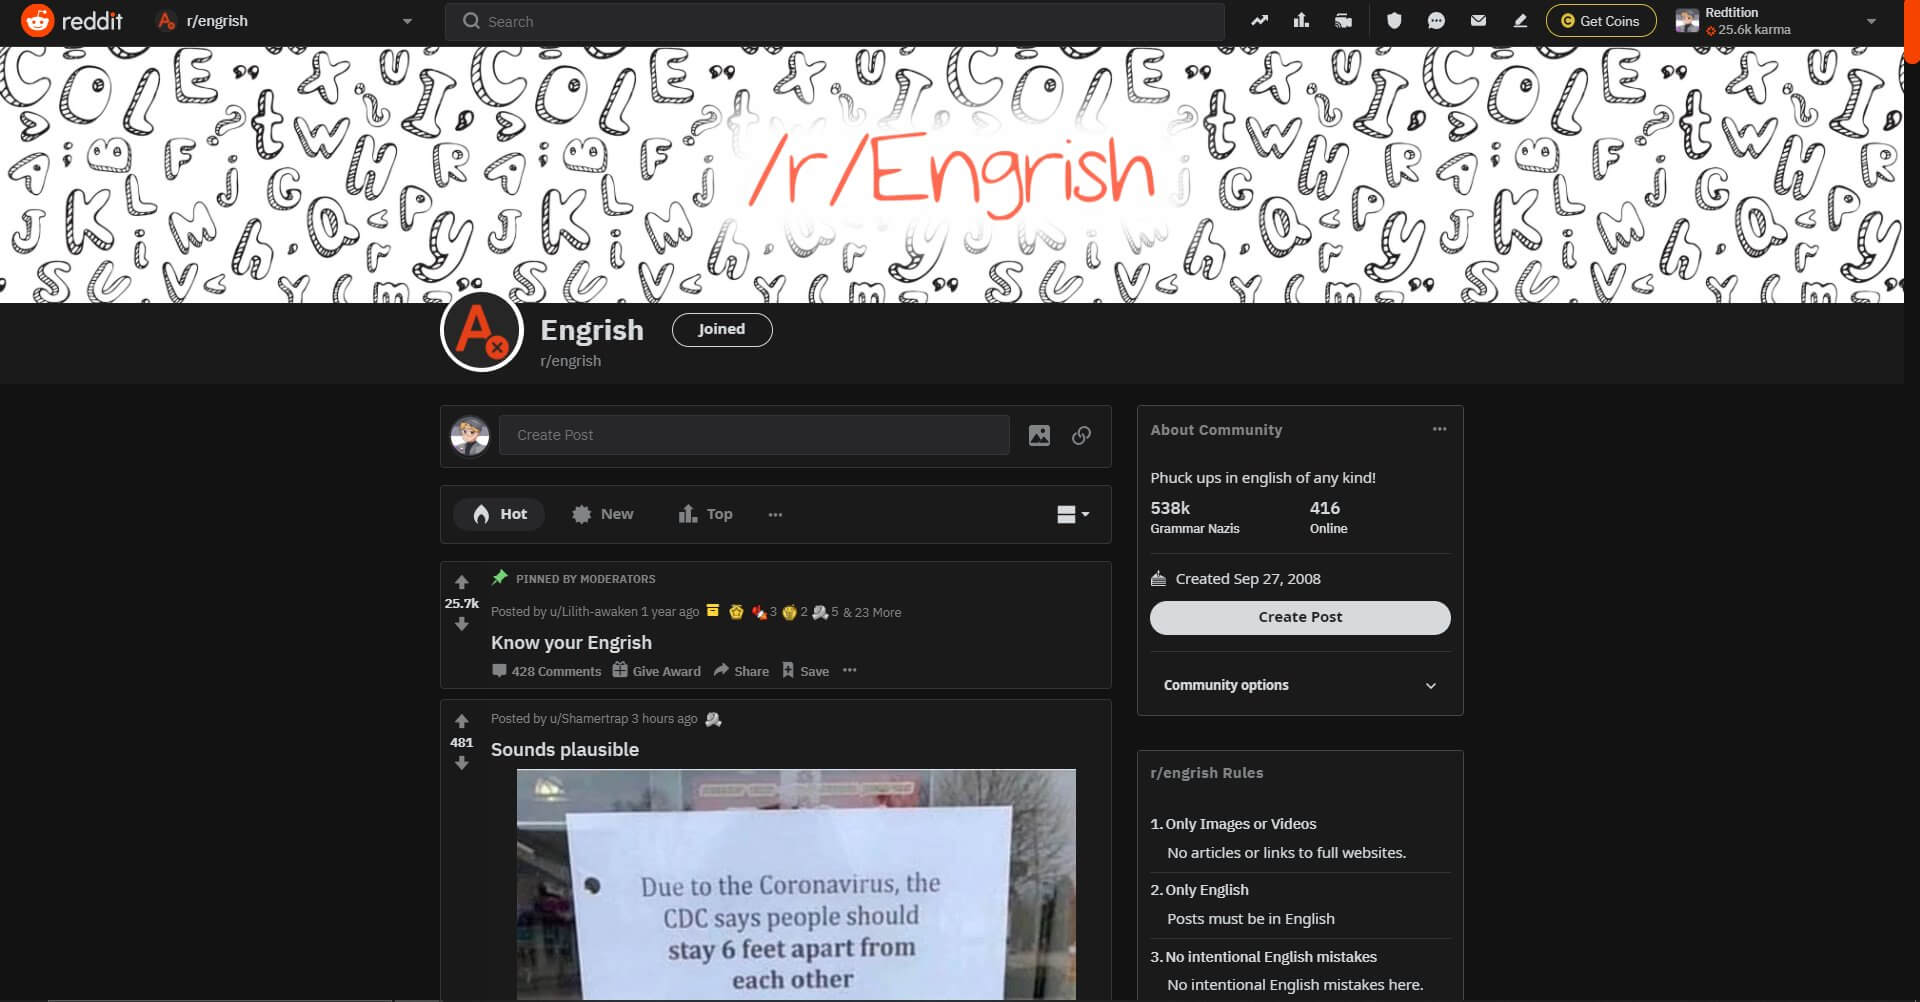 reddit
r/engrish
Search
Get Coins
Redtition
25.6k karma
/r/Engrish
Engrish
Joined
r/engrish
Create Post
Hot
New
Top
PINNED BY MODERATORS
25.7k
Posted by u/Lilith-awaken 1 year ago 3 2 5 & 23 More
Know your Engrish
428 Comments Give Award Share Save
Posted by u/Shamertrap 3 hours ago
481
Sounds plausible
Due to the Coronavirus, the
CDC says people should
stay 6 feet apart from
each other
About Community
Phuck ups in english of any kind!
538k 416
Grammar Nazis Online
Created Sep 27, 2008
Create Post
Community options
r/engrish Rules
1. Only Images or Videos
No articles or links to full websites.
2. Only English
Posts must be in English
3. No intentional English mistakes
No intentional English mistakes here.